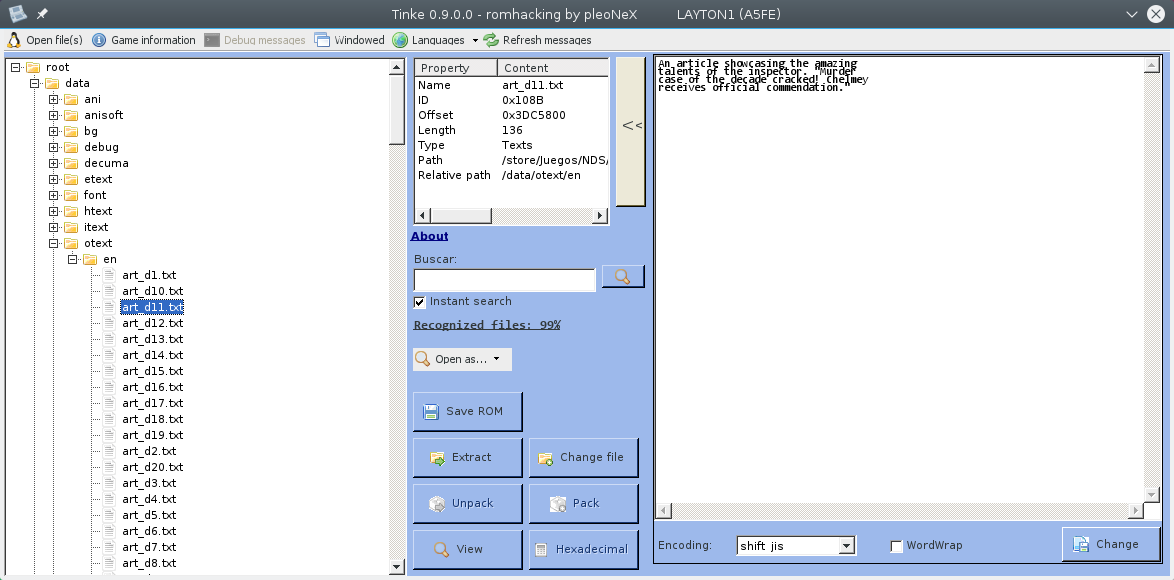 Tinke 0.9.0.0 - romhacking by pleoNeX LAYTON1 (A5FE)
Open file(s) Game information Debug messages Windowed Languages Refresh messages
root
data
ani
anisoft
bg
debug
decuma
etext
font
htext
itext
otext
en
art_d1.txt
art_d10.txt
art_d11.txt
art_d12.txt
art_d13.txt
art_d14.txt
art_d15.txt
art_d16.txt
art_d17.txt
art_d18.txt
art_d19.txt
art_d2.txt
art_d20.txt
art_d3.txt
art_d4.txt
art_d5.txt
art_d6.txt
art_d7.txt
art_d8.txt
Property Content
Name art_d11.txt
ID 0x108B
Offset 0x3DC5800
Length 136
Type Texts
Path /store/Juegos/NDS/
Relative path /data/otext/en
<<
About
Buscar:
Instant search
Recognized files: 99%
Open as...
Save ROM
Extract Change file
Unpack Pack
View Hexadecimal
An article showcasing the amazing
talents of the inspector. "Murder
case of the decade cracked! Chelmey
receives official commendation."
Encoding: shift jis WordWrap Change